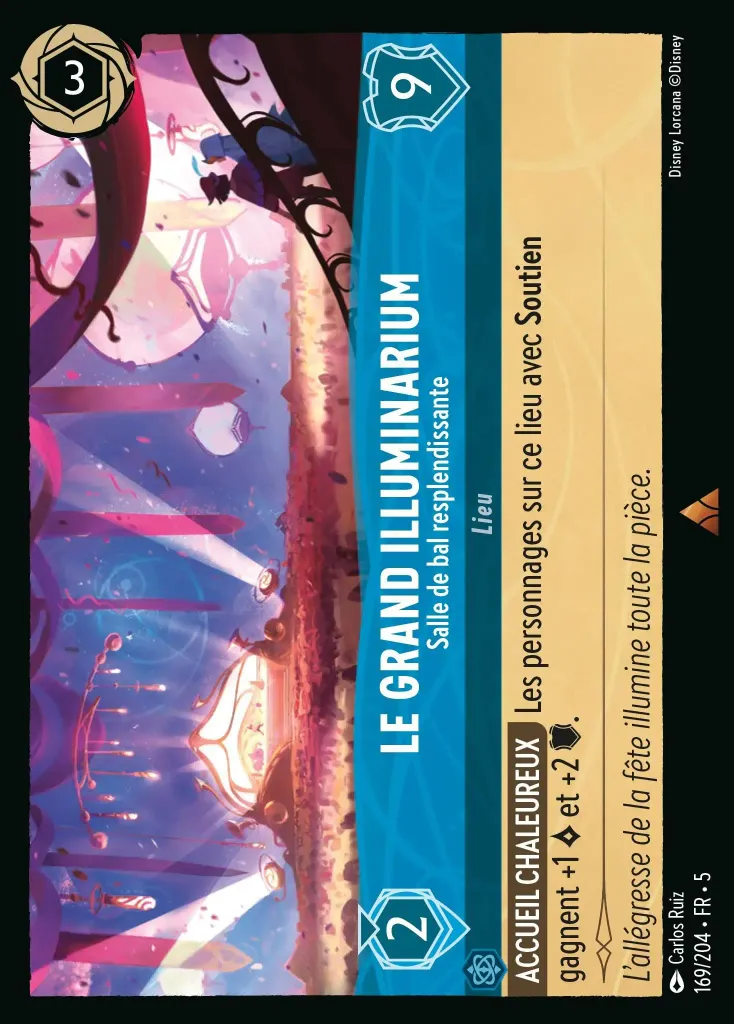 3
2
LE GRAND ILLUMINARIUM
9
Salle de bal resplendissante
Lieu
ACCUEIL CHALEUREUX Les personnages sur ce lieu avec Soutien
gagnent +1 et +2 .
L'allégresse de la fête illumine toute la pièce.
Carlos Ruiz
169/204 • FR • 5
Disney Lorcana ©Disney